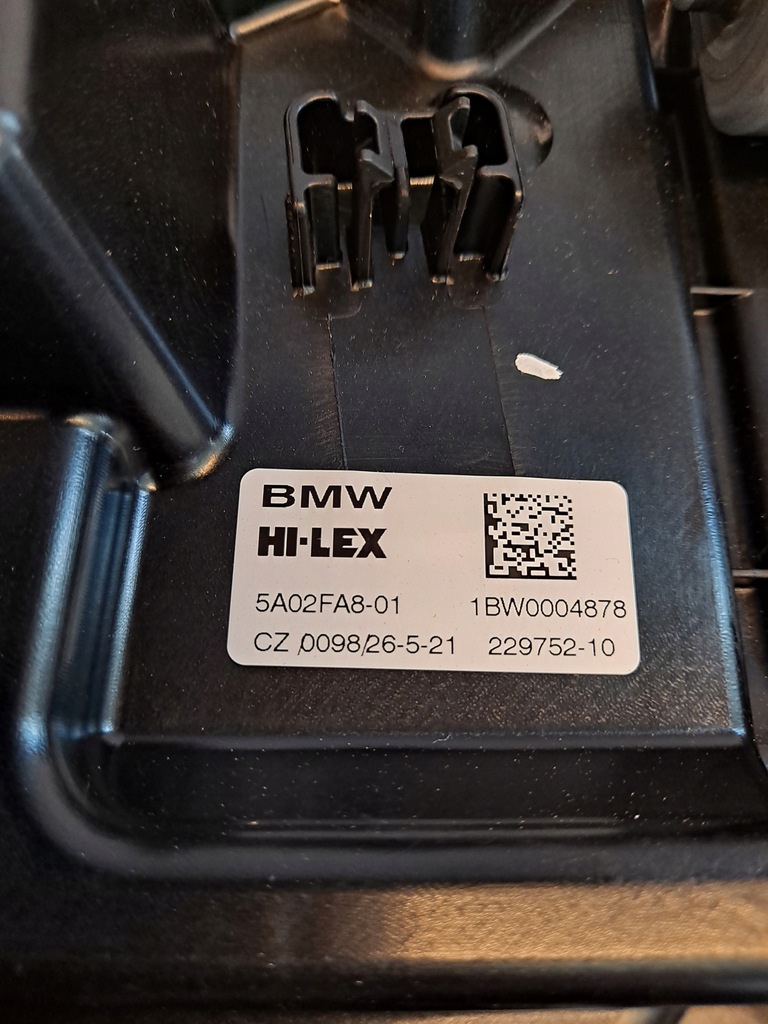 BMW
HI-LEX
5A02FA8-01 1BW0004878
CZ /0098/26-5-21 229752-10